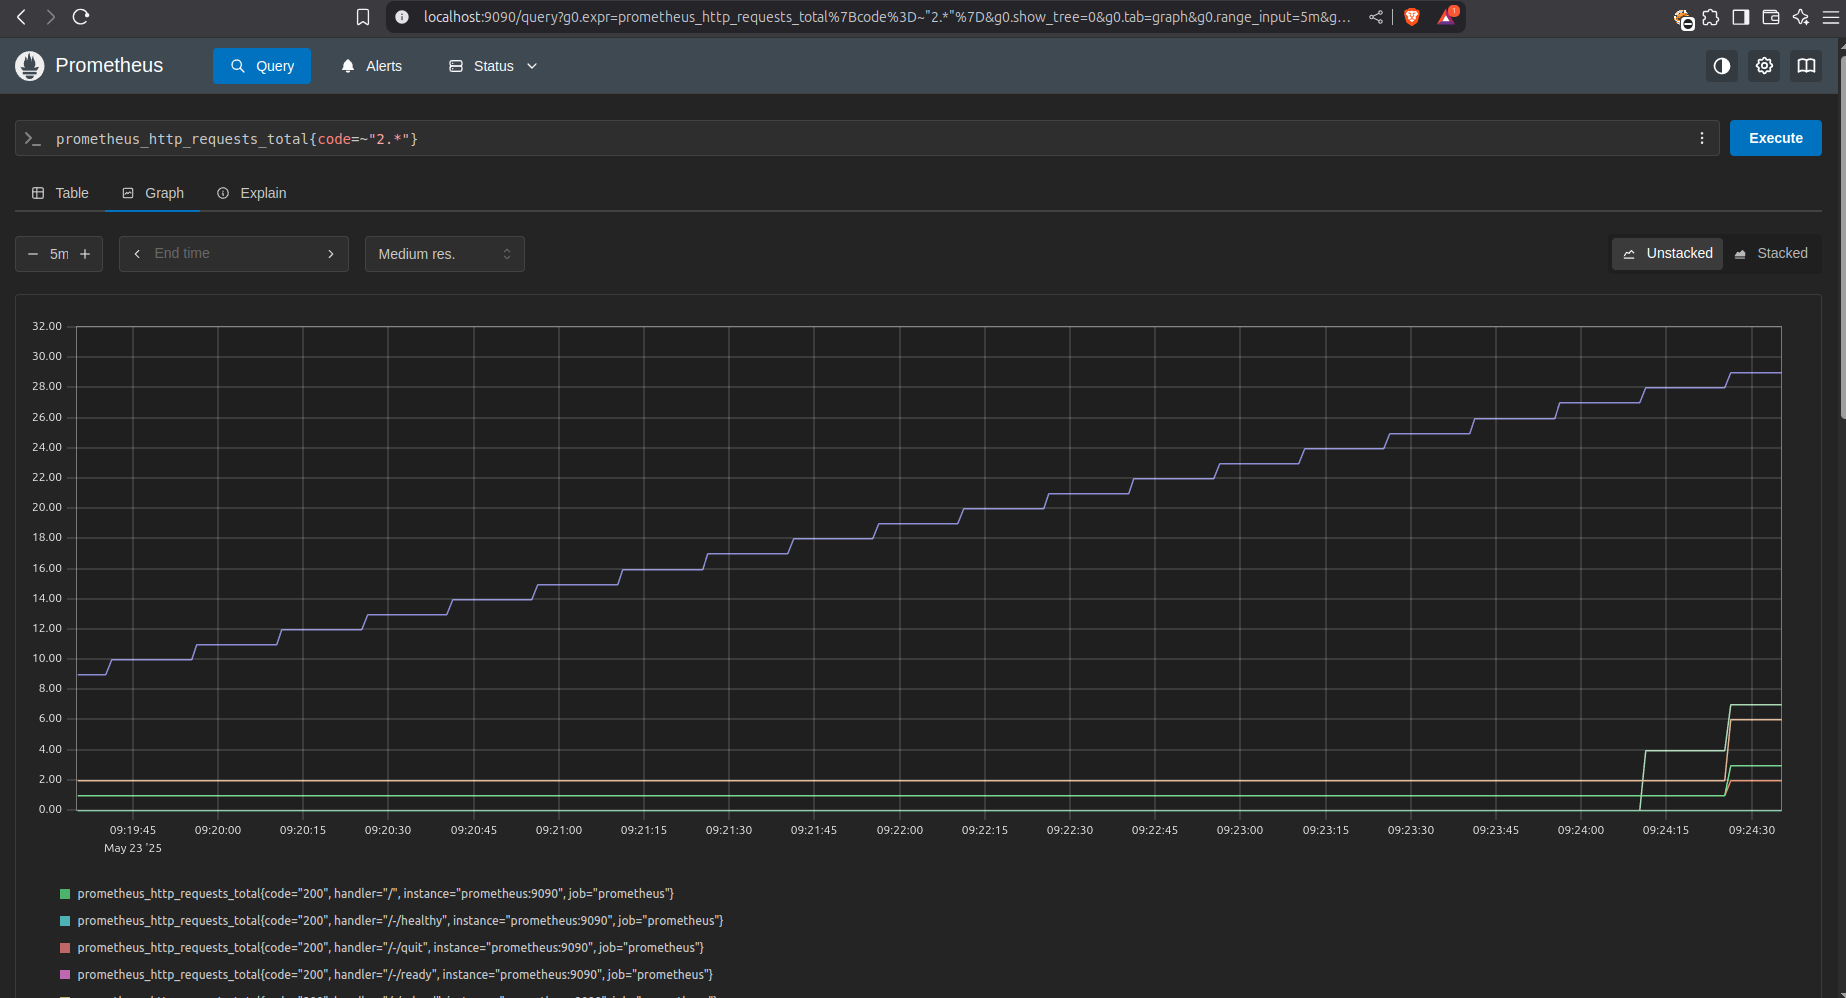 localhost:9090/query?g0.expr=prometheus_http_requests_total%7Bcode%3D~"2.*"%7D&g0.show_tree=0&g0.tab=graph&g0.range_input=5m&g...
1
Prometheus
Query
Alerts
Status
prometheus_http_requests_total{code=~"2.*"}
Execute
Table
Graph
Explain
5m
End time
Medium res.
Unstacked
Stacked
32.00
30.00
28.00
26.00
24.00
22.00
20.00
18.00
16.00
14.00
12.00
10.00
8.00
6.00
4.00
2.00
0.00
09:19:45 09:20:00 09:20:15 09:20:30 09:20:45 09:21:00 09:21:15 09:21:30 09:21:45 09:22:00 09:22:15 09:22:30 09:22:45 09:23:00 09:23:15 09:23:30 09:23:45 09:24:00 09:24:15 09:24:30
May 23 '25
prometheus_http_requests_total{code="200", handler="/", instance="prometheus:9090", job="prometheus"}
prometheus_http_requests_total{code="200", handler="/-/healthy", instance="prometheus:9090", job="prometheus"}
prometheus_http_requests_total{code="200", handler="/-/quit", instance="prometheus:9090", job="prometheus"}
prometheus_http_requests_total{code="200", handler="/-/ready", instance="prometheus:9090", job="prometheus"}